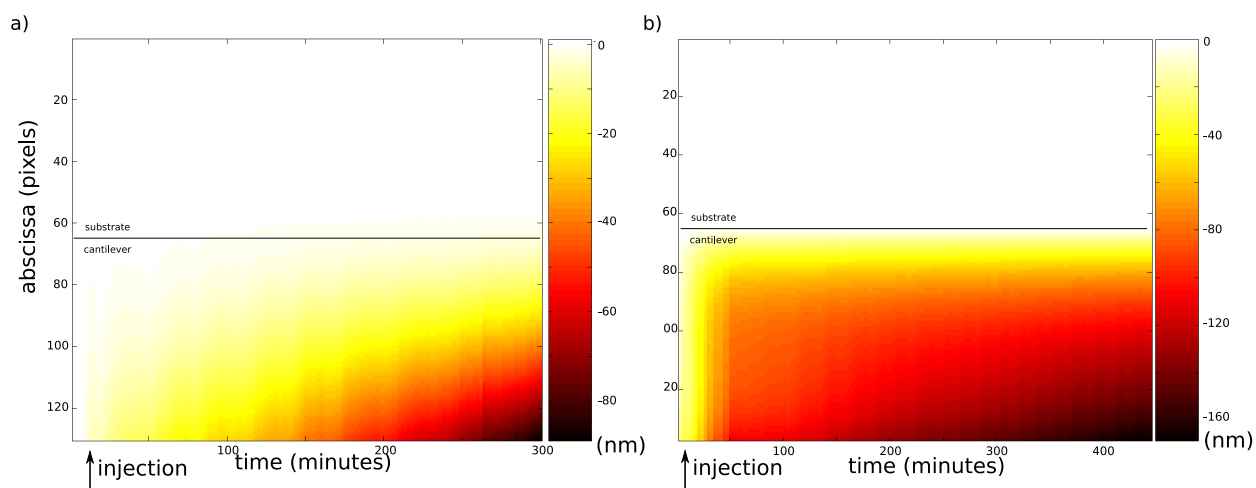 a)
abscissa (pixels)
20
40
60
80
100
120
substrate
cantilever
100
200
300
time (minutes)
injection
0
-20
-40
-60
-80
(nm)
b)
20
40
60
80
00
20
substrate
cantilever
100
200
300
400
time (minutes)
injection
0
-40
-80
-120
-160
(nm)